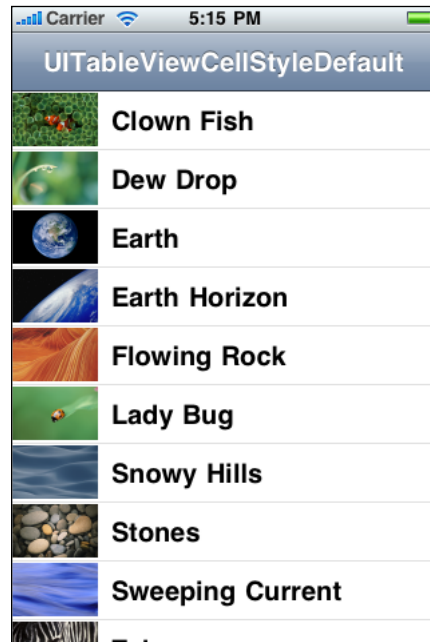 Carrier 5:15 PM
UITableViewCellStyleDefault
Clown Fish
Dew Drop
Earth
Earth Horizon
Flowing Rock
Lady Bug
Snowy Hills
Stones
Sweeping Current